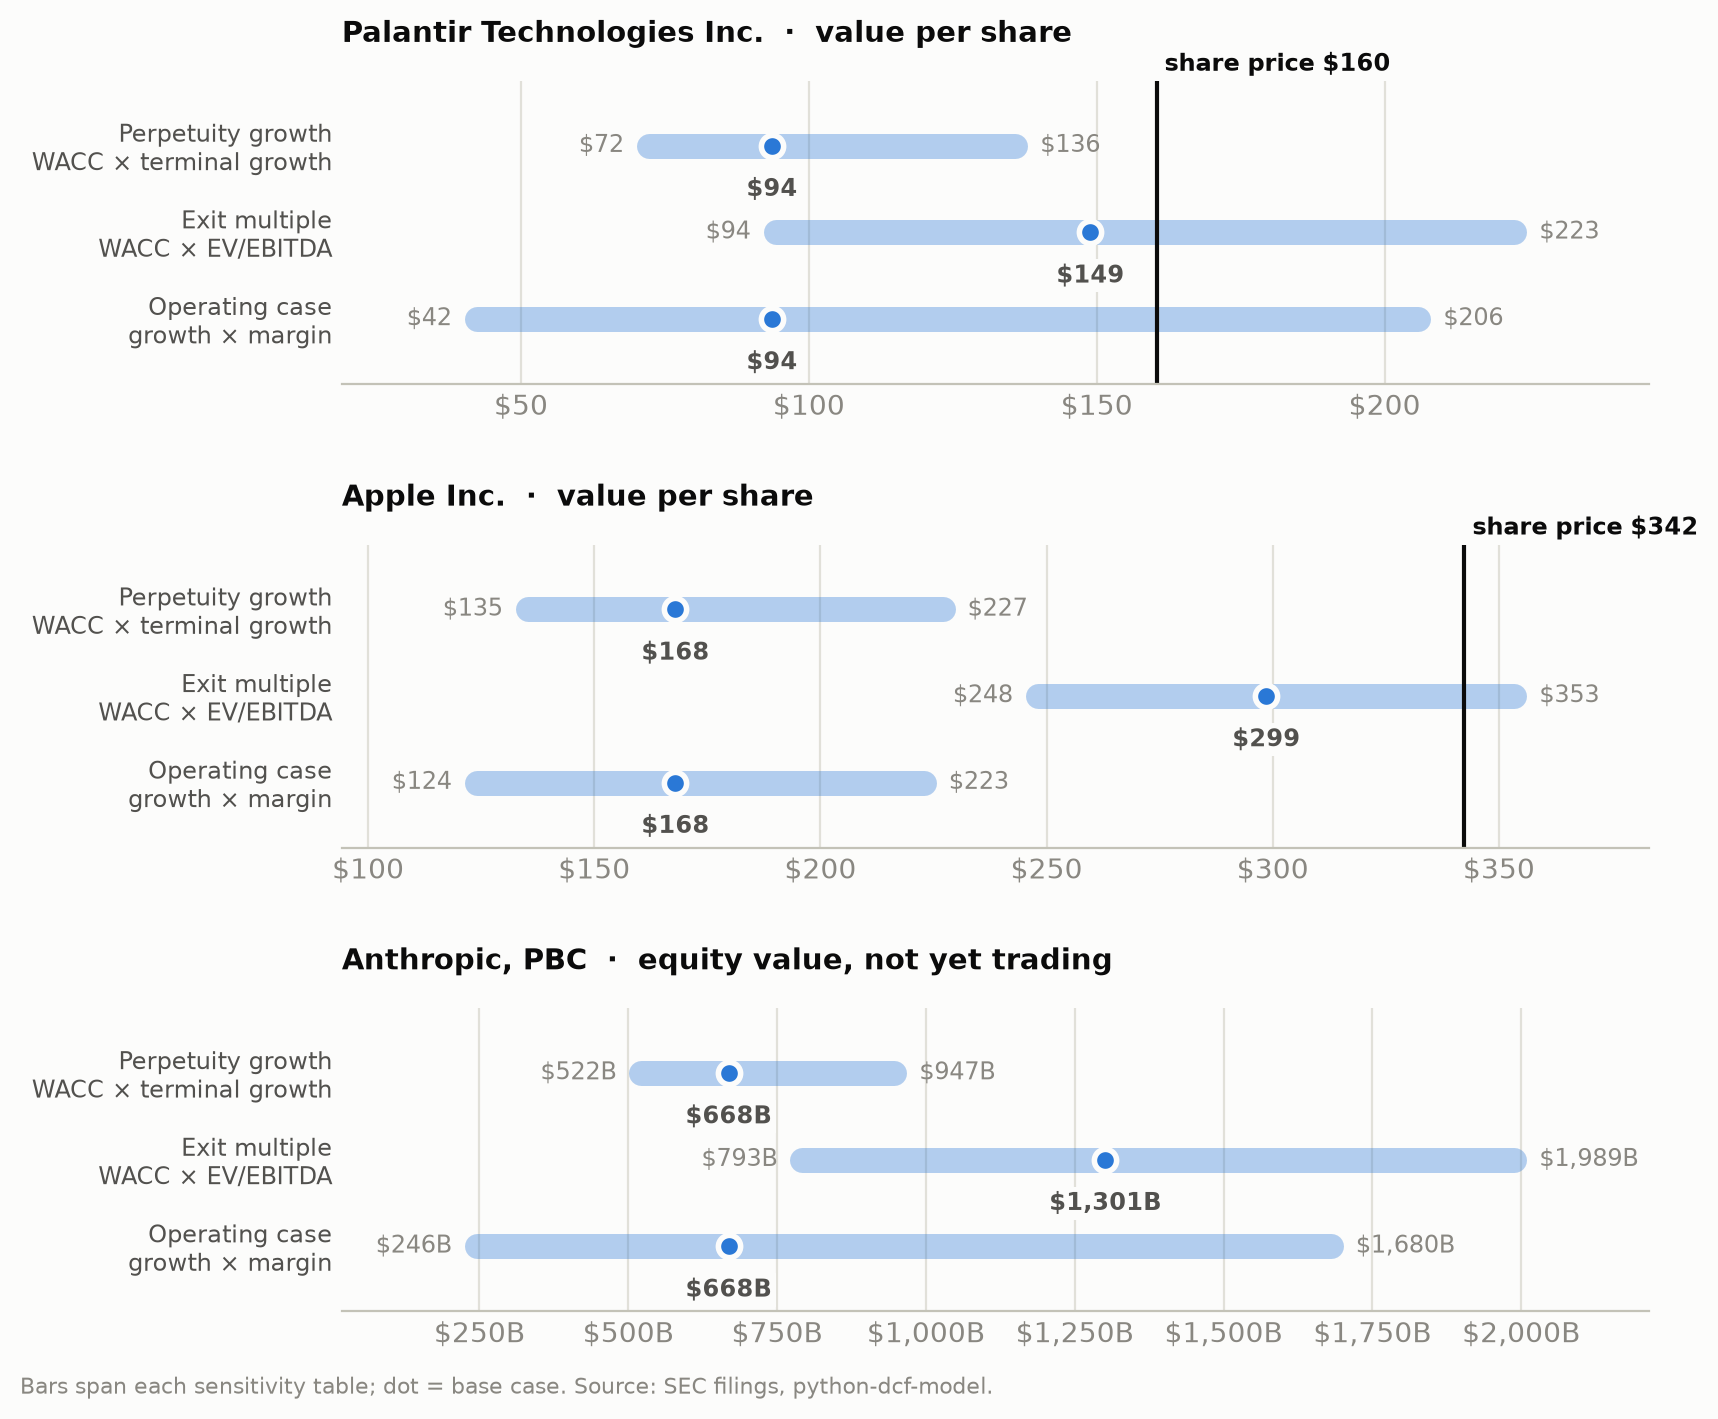 Palantir Technologies Inc. · value per share
share price $160
Perpetuity growth
WACC × terminal growth
$72
$136
$94
Exit multiple
WACC × EV/EBITDA
$94
$223
$149
Operating case
growth × margin
$42
$206
$94
$50 $100 $150 $200
Apple Inc. · value per share
share price $342
Perpetuity growth
WACC × terminal growth
$135
$227
$168
Exit multiple
WACC × EV/EBITDA
$248
$353
$299
Operating case
growth × margin
$124
$223
$168
$100 $150 $200 $250 $300 $350
Anthropic, PBC · equity value, not yet trading
Perpetuity growth
WACC × terminal growth
$522B
$947B
$668B
Exit multiple
WACC × EV/EBITDA
$793B
$1,989B
$1,301B
Operating case
growth × margin
$246B
$1,680B
$668B
$250B $500B $750B $1,000B $1,250B $1,500B $1,750B $2,000B
Bars span each sensitivity table; dot = base case. Source: SEC filings, python-dcf-model.